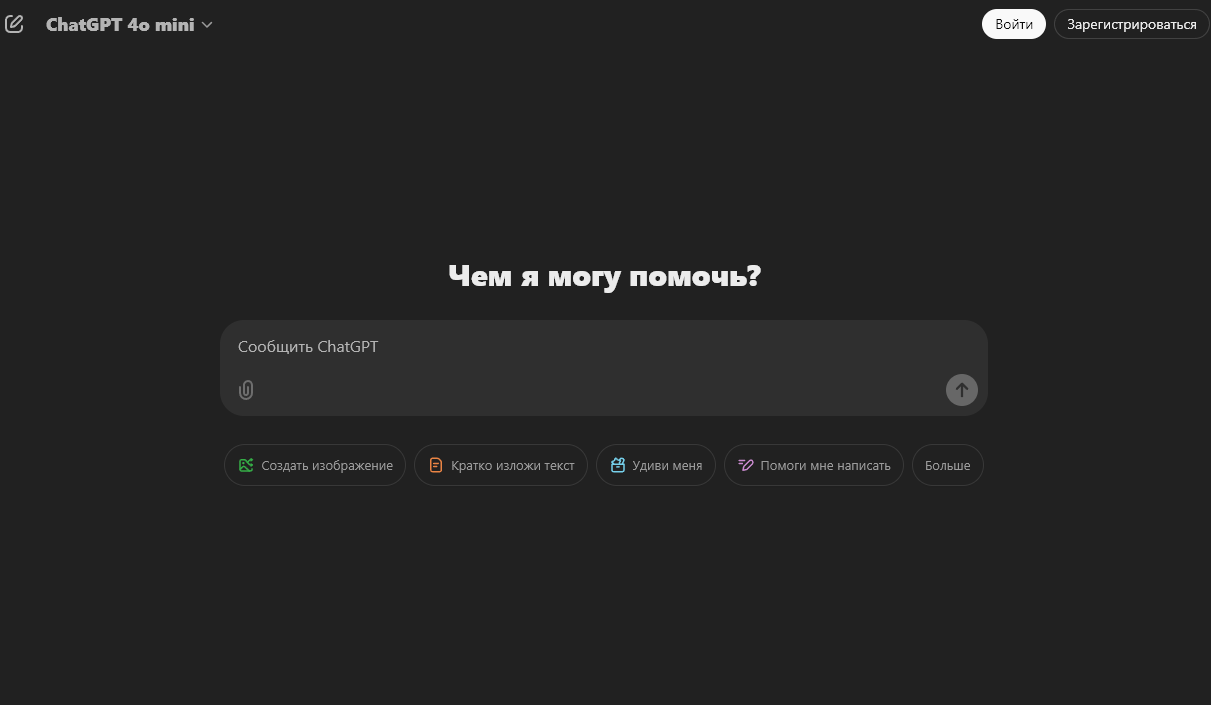 ChatGPT 4o mini
Войти
Зарегистрироваться
Чем я могу помочь?
Сообщить ChatGPT
Создать изображение
Кратко изложи текст
Удиви меня
Помоги мне написать
Больше